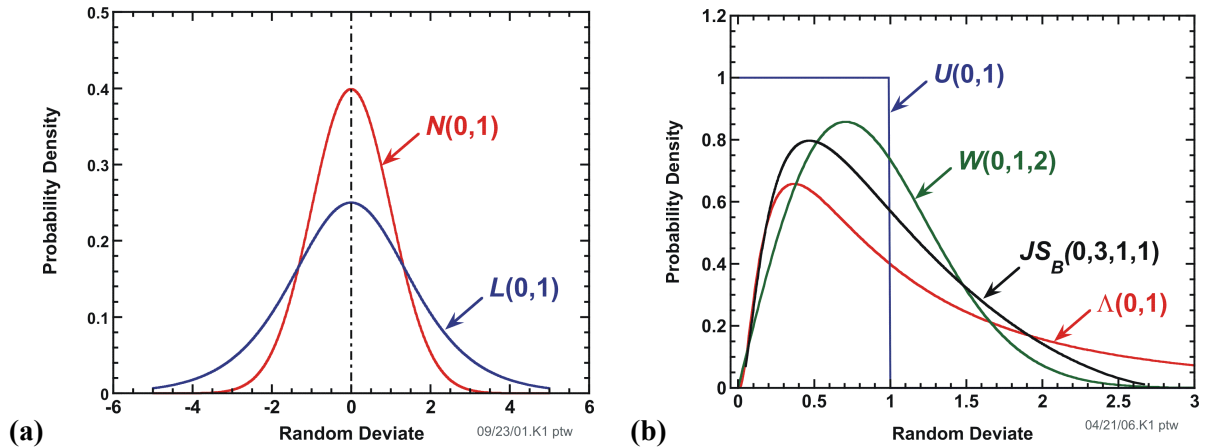 0.5
0.4
0.3
0.2
0.1
0
Probability Density
N(0,1)
L(0,1)
-6 -4 -2 0 2 4 6
Random Deviate
09/23/01.K1 ptw
(a)
1.2
1
0.8
0.6
0.4
0.2
0
Probability Density
U(0,1)
W(0,1,2)
JS_B(0,3,1,1)
Λ(0,1)
0 0.5 1 1.5 2 2.5 3
Random Deviate
04/21/06.K1 ptw
(b)